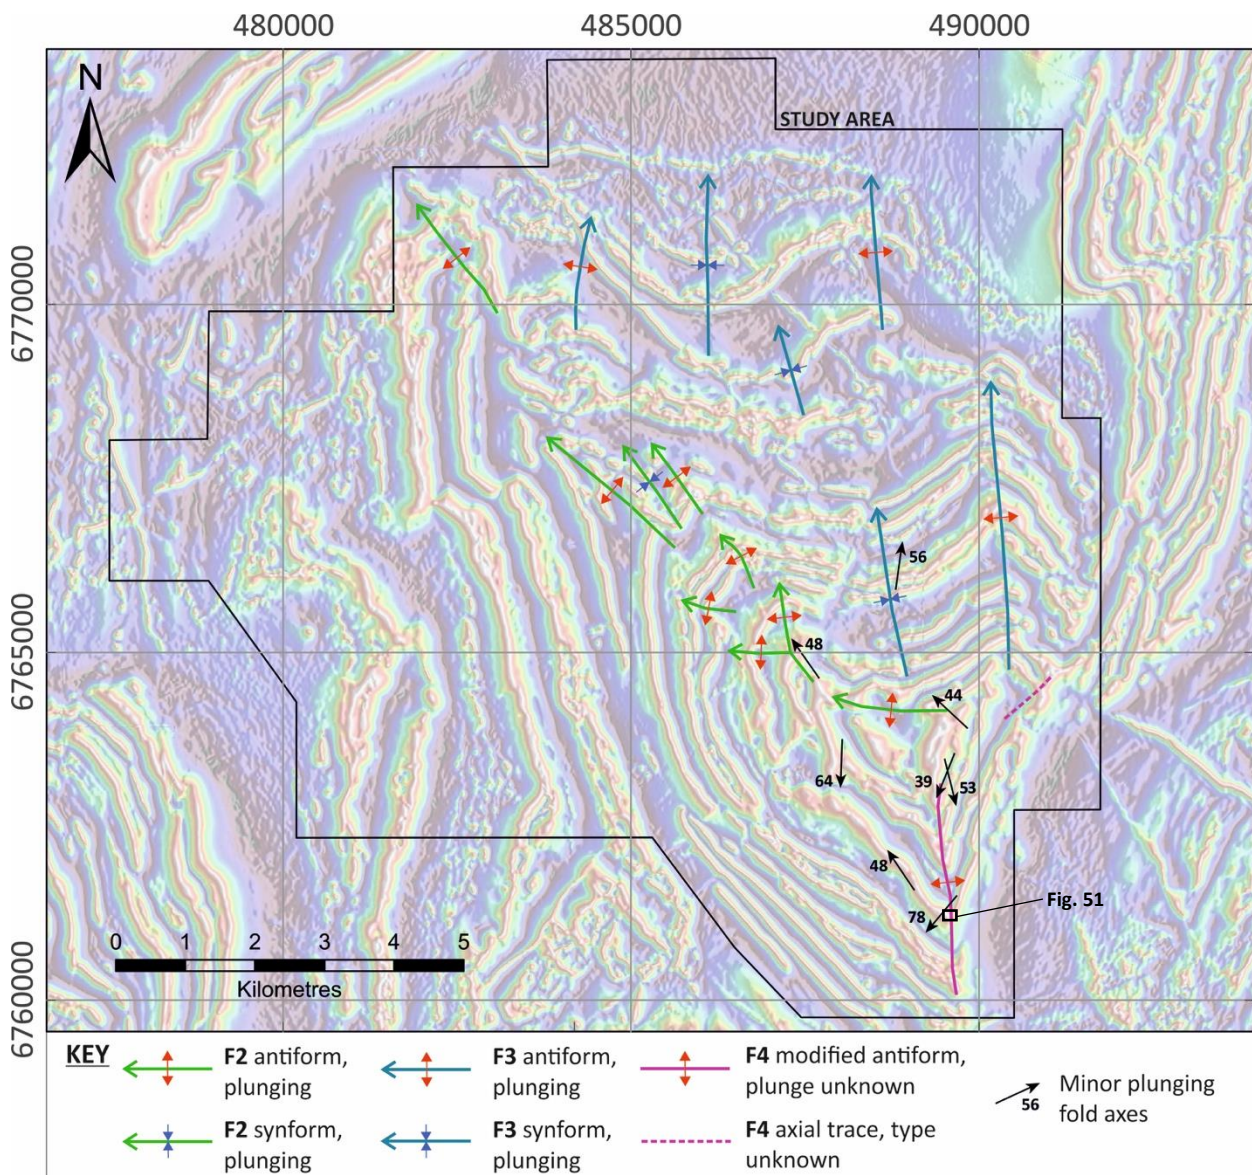 480000 485000 490000
N
STUDY AREA
6770000
56
6765000
48
44
64
39
53
48
78
Fig. 51
0 1 2 3 4 5
Kilometres
6760000
KEY
F2 antiform,
plunging
F3 antiform,
plunging
F4 modified antiform,
plunge unknown
56
Minor plunging
fold axes
F2 synform,
plunging
F3 synform,
plunging
F4 axial trace, type
unknown